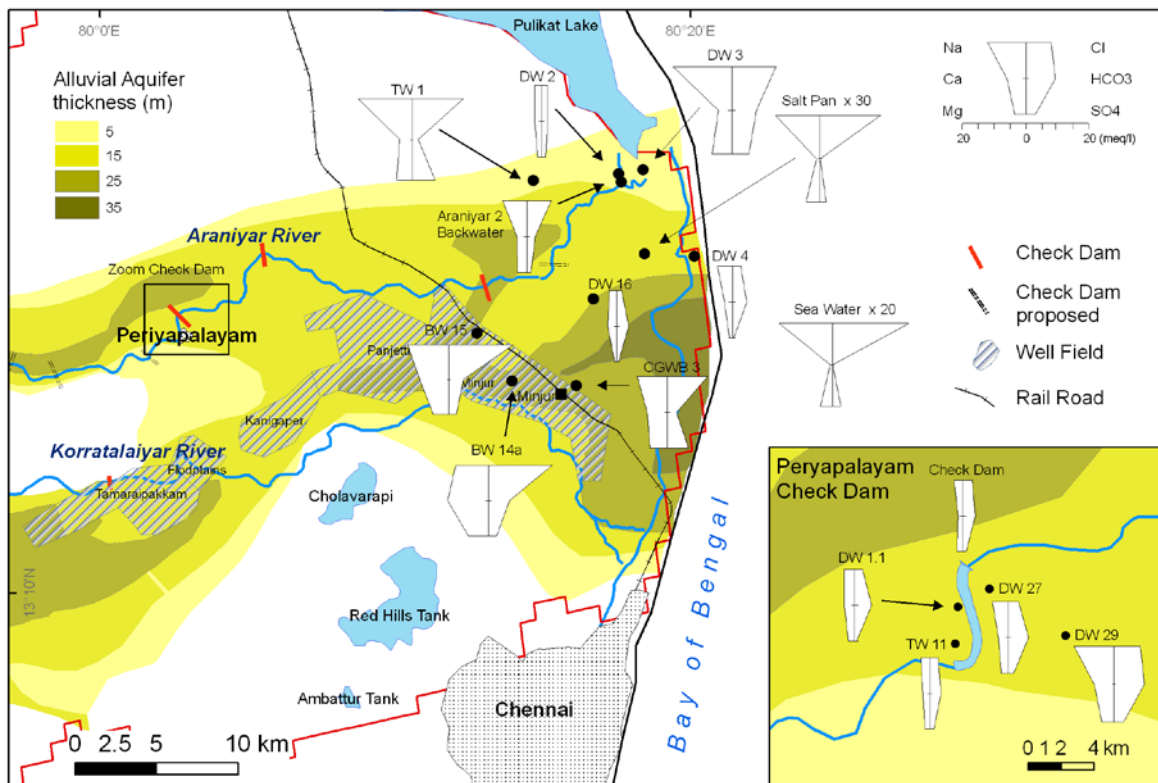 80°0'E
Pulikat Lake
80°20'E
Alluvial Aquifer
thickness (m)
5
15
25
35
TW 1
DW 2
DW 3
Salt Pan x 30
Na
Ca
Mg
Cl
HCO3
SO4
20
0
20 (meq/l)
Araniyar 2
Backwater
Araniyar River
Zoom Check Dam
Periyapalayam
DW 4
DW 16
BW 15
Panjetti
Sea Water x 20
Check Dam
Check Dam
proposed
Well Field
Rail Road
CGWB 3
Minjur
Minjur
Kanigaper
BW 14a
Korratalaiyar River
Flodplains
Tamaraipakkam
Cholavarapi
13°10'N
Red Hills Tank
Ambattur Tank
Chennai
Bay of Bengal
0 2.5 5 10 km
Peryapalayam
Check Dam
Check Dam
DW 1.1
DW 27
TW 11
DW 29
0 1 2 4 km